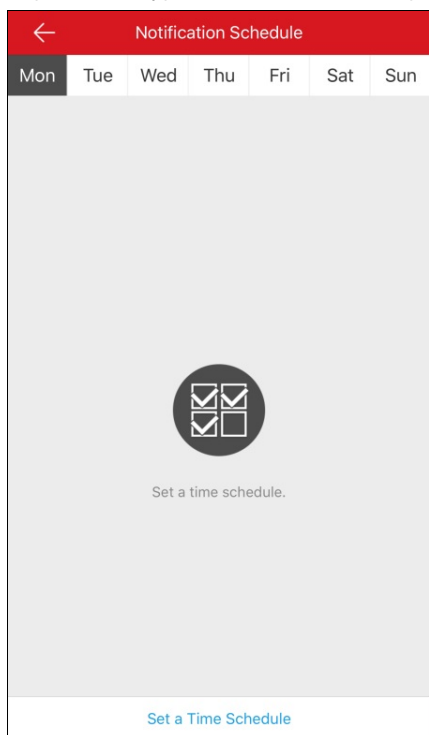 Notification Schedule
Mon Tue Wed Thu Fri Sat Sun
Set a time schedule.
Set a Time Schedule